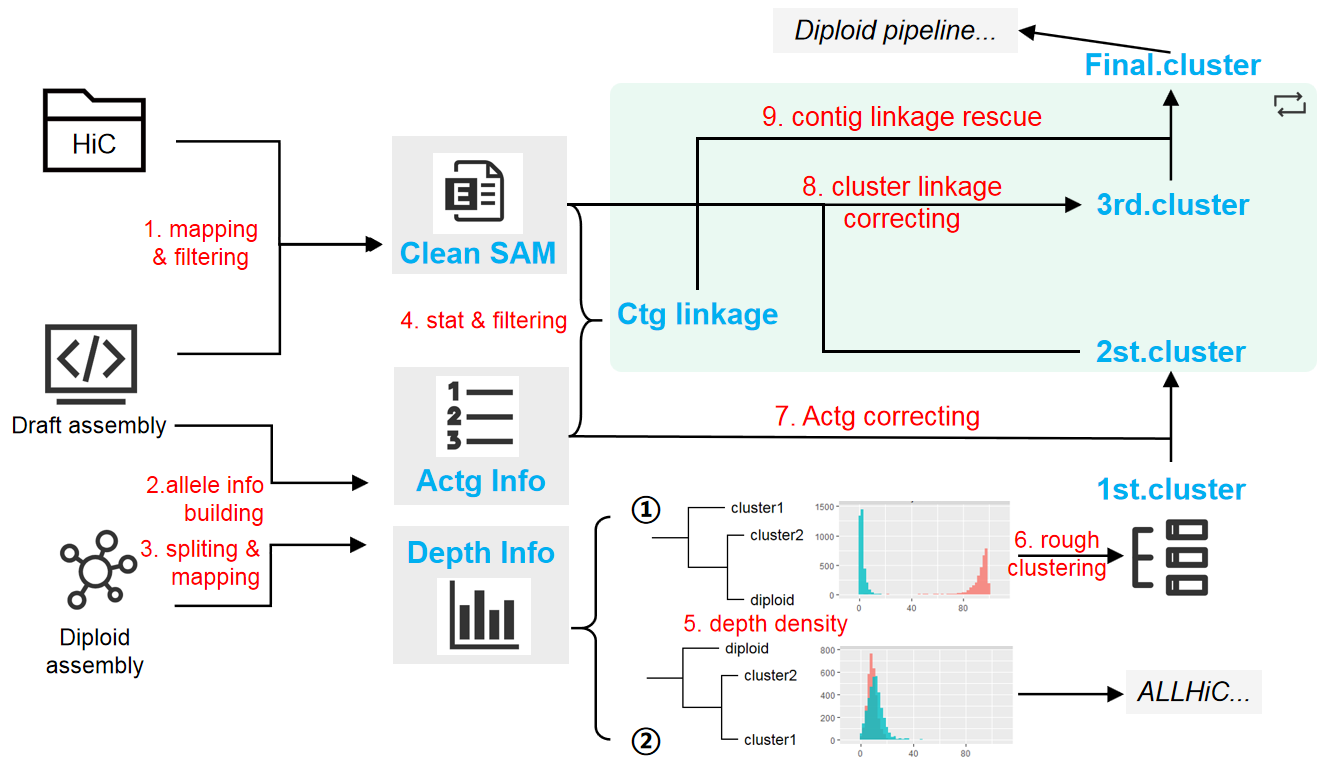 Diploid pipeline...
Final.cluster
HiC
9. contig linkage rescue
1. mapping
& filtering
Clean SAM
8. cluster linkage
correcting
3rd.cluster
4. stat & filtering
Ctg linkage
2st.cluster
Draft assembly
1
2
3
Actg Info
7. Actg correcting
1st.cluster
2.allele info
building
3. spliting &
mapping
Diploid
assembly
Depth Info
①
cluster1
cluster2
diploid
1500
1000
500
0
0
40
80
6. rough
clustering
5. depth density
②
diploid
cluster2
cluster1
800
600
400
200
0
0
40
80
ALLHiC...